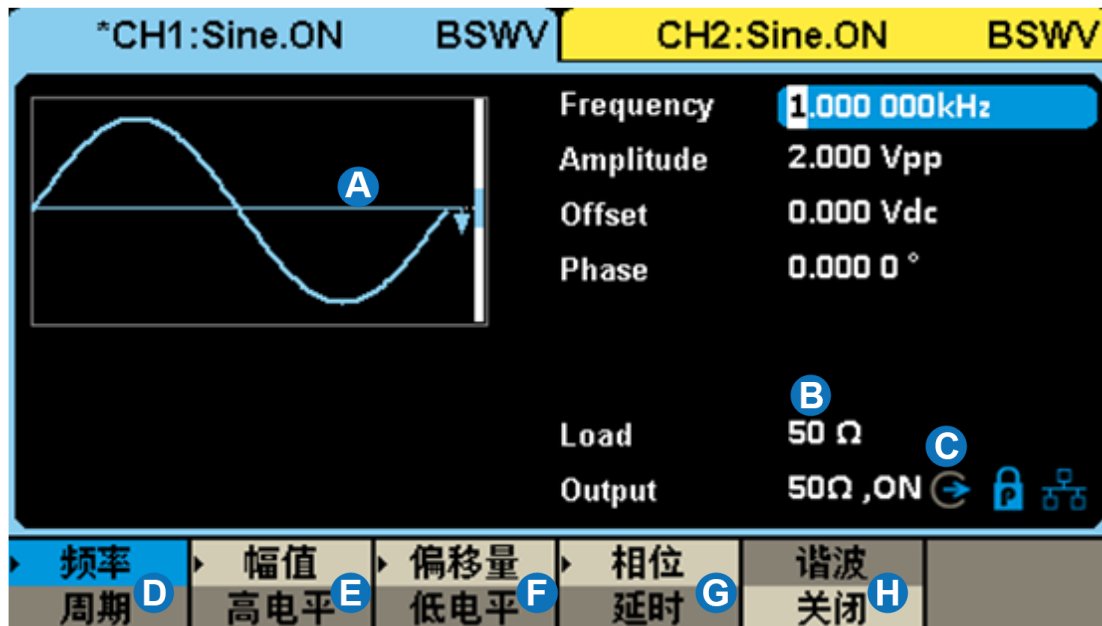 *CH1:Sine.ON BSWV CH2:Sine.ON BSWV
Frequency 1.000 000kHz
A
Amplitude 2.000 Vpp
Offset 0.000 Vdc
Phase 0.000 0 °
B
Load 50 Ω
C
Output 50Ω ,ON P
频率 幅值 偏移量 相位 谐波
周期 D 高电平 E 低电平 F 延时 G 关闭 H